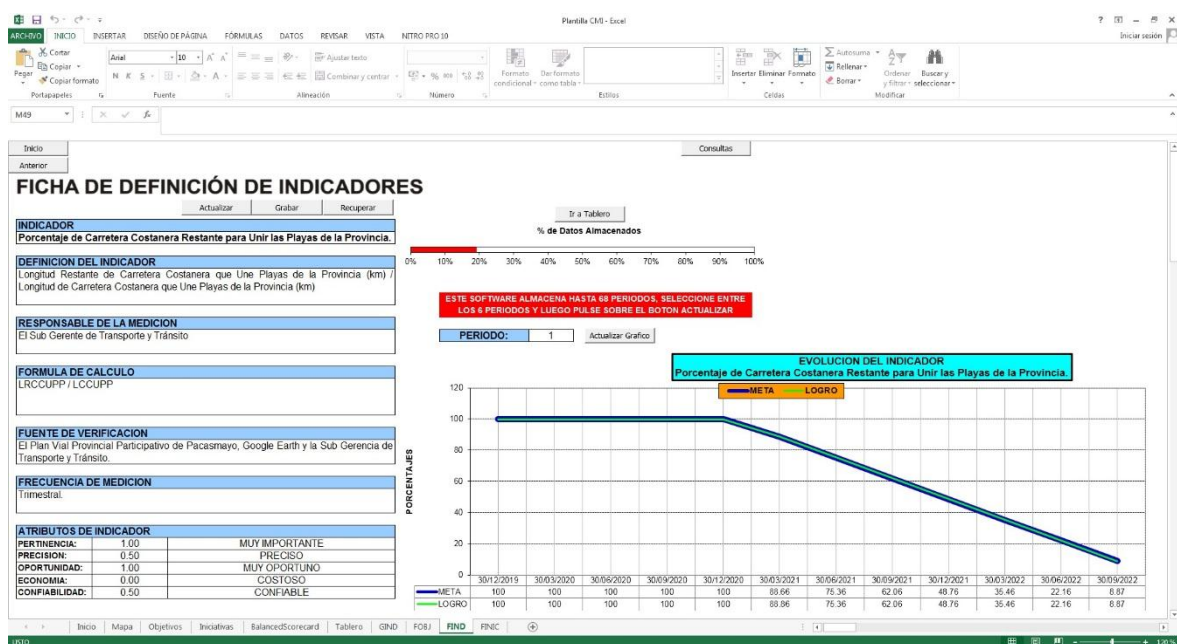 Plantilla CMI - Excel
ARCHIVO INICIO INSERTAR DISEÑO DE PÁGINA FÓRMULAS DATOS REVISAR VISTA NITRO PRO 10
Iniciar sesión
Pegar
Cortar
Copiar
Copiar formato
Portapapeles
Arial 10
N K S
Fuente
Ajustar texto
Combinar y centrar
Alineación
% 000
Número
Formato condicional
Dar formato como tabla
Estilos
Insertar Eliminar Formato
Celdas
Autosuma
Rellenar
Borrar
Ordenar y filtrar
Buscar y seleccionar
Modificar
M49
fx
Inicio
Anterior
Consultas
FICHA DE DEFINICIÓN DE INDICADORES
Actualizar Grabar Recuperar
INDICADOR
Porcentaje de Carretera Costanera Restante para Unir las Playas de la Provincia.
DEFINICION DEL INDICADOR
Longitud Restante de Carretera Costanera que Une Playas de la Provincia (km) /
Longitud de Carretera Costanera que Une Playas de la Provincia (km)
RESPONSABLE DE LA MEDICION
El Sub Gerente de Transporte y Tránsito
FORMULA DE CALCULO
LRCCUPP / LCCUPP
FUENTE DE VERIFICACION
El Plan Vial Provincial Participativo de Pacasmayo, Google Earth y la Sub Gerencia de
Transporte y Tránsito.
FRECUENCIA DE MEDICION
Trimestral.
ATRIBUTOS DE INDICADOR
PERTINENCIA: 1.00 MUY IMPORTANTE
PRECISION: 0.50 PRECISO
OPORTUNIDAD: 1.00 MUY OPORTUNO
ECONOMIA: 0.00 COSTOSO
CONFIABILIDAD: 0.50 CONFIABLE
Ir a Tablero
% de Datos Almacenados
0% 10% 20% 30% 40% 50% 60% 70% 80% 90% 100%
ESTE SOFTWARE ALMACENA HASTA 68 PERIODOS, SELECCIONE ENTRE
LOS 6 PERIODOS Y LUEGO PULSE SOBRE EL BOTON ACTUALIZAR
PERIODO: 1 Actualizar Grafico
EVOLUCION DEL INDICADOR
Porcentaje de Carretera Costanera Restante para Unir las Playas de la Provincia.
META LOGRO
PORCENTAJES
120
100
80
60
40
20
0
30/12/2019 30/03/2020 30/06/2020 30/09/2020 30/12/2020 30/03/2021 30/06/2021 30/09/2021 30/12/2021 30/03/2022 30/06/2022 30/09/2022
META 100 100 100 100 100 88.66 75.36 62.06 48.76 35.46 22.16 8.87
LOGRO 100 100 100 100 100 88.86 75.36 62.06 48.76 35.46 22.16 8.87
Inicio Mapa Objetivos Iniciativas BalancedScorecard Tablero GIND FOBJ FIND FINIC
LISTO
120%